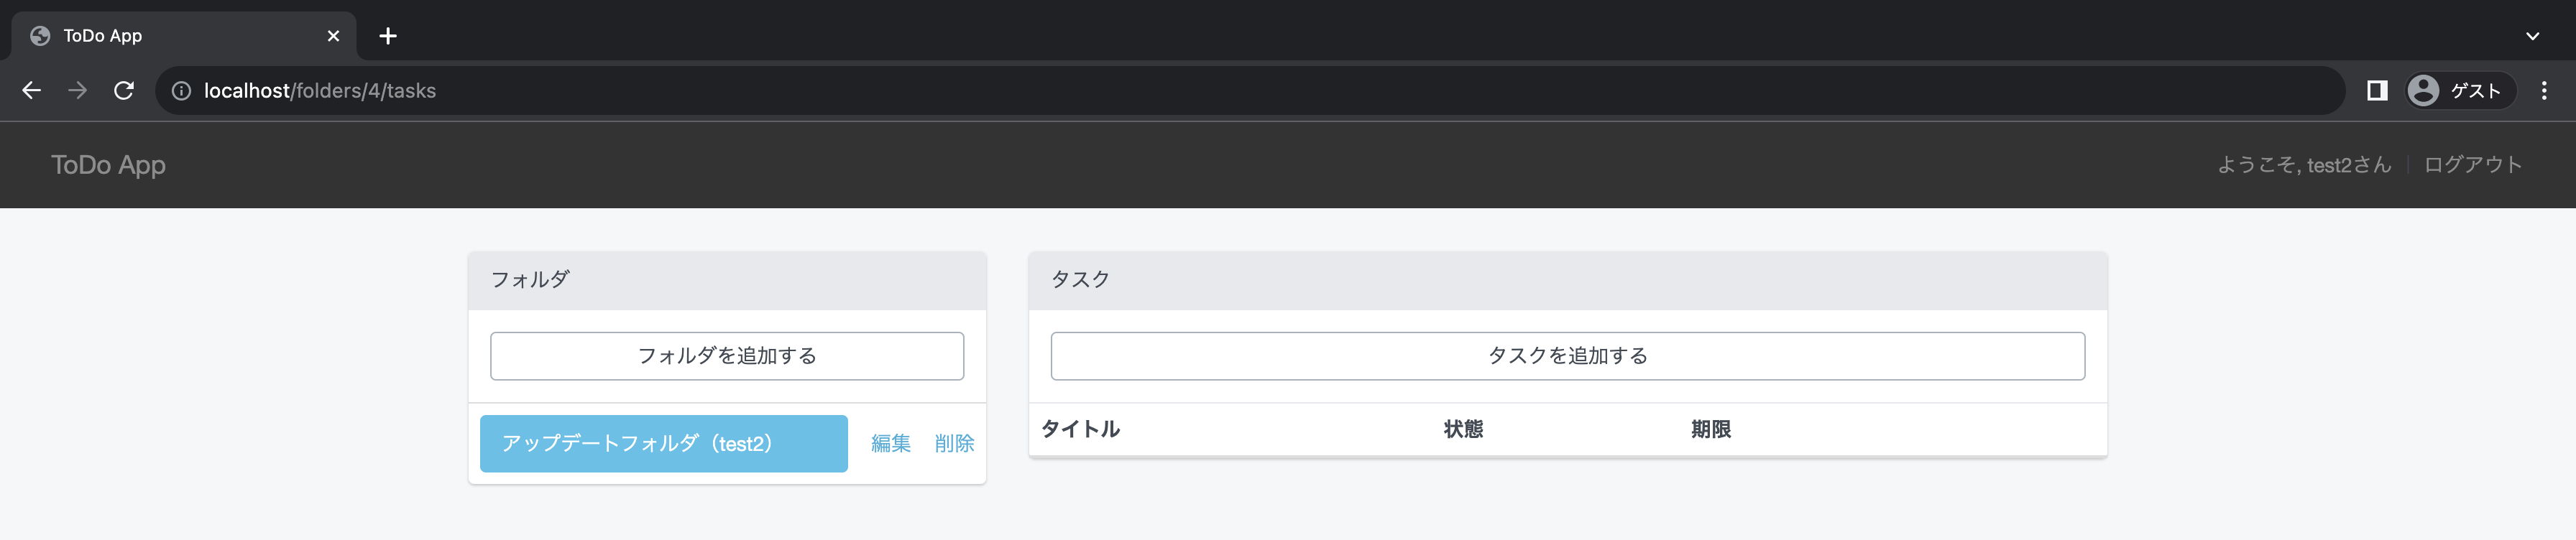 ToDo App
localhost/folders/4/tasks
ゲスト
ToDo App
ようこそ, test2さん
ログアウト
フォルダ
フォルダを追加する
アップデートフォルダ（test2）
編集
削除
タスク
タスクを追加する
タイトル 状態 期限